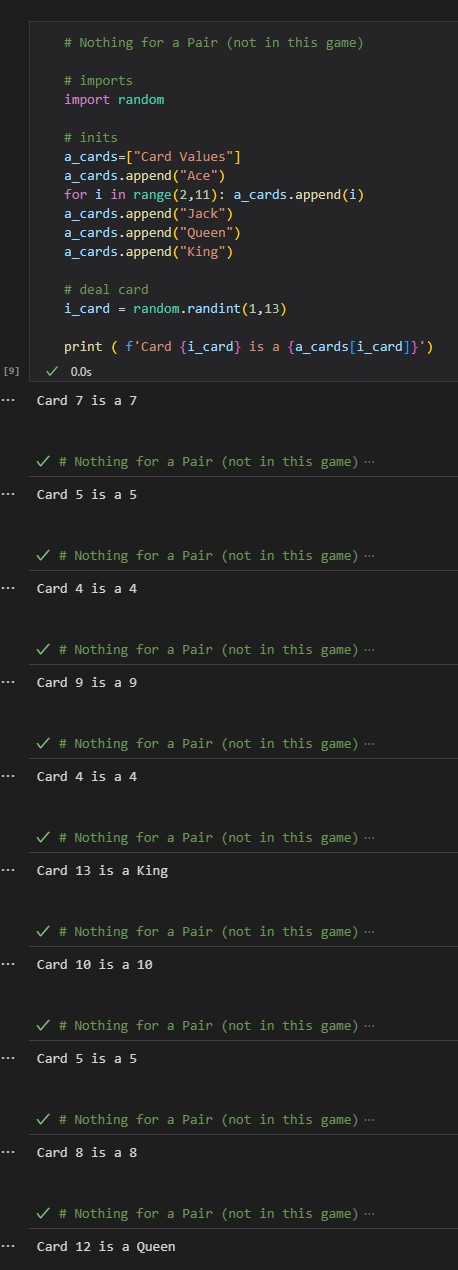 # Nothing for a Pair (not in this game)
# imports
import random
# inits
a_cards=["Card Values"]
a_cards.append("Ace")
for i in range(2,11): a_cards.append(i)
a_cards.append("Jack")
a_cards.append("Queen")
a_cards.append("King")
# deal card
i_card = random.randint(1,13)
print ( f'Card {i_card} is a {a_cards[i_card]}')
[9] ✓ 0.0s
... Card 7 is a 7
✓ # Nothing for a Pair (not in this game) ...
... Card 5 is a 5
✓ # Nothing for a Pair (not in this game) ...
... Card 4 is a 4
✓ # Nothing for a Pair (not in this game) ...
... Card 9 is a 9
✓ # Nothing for a Pair (not in this game) ...
... Card 4 is a 4
✓ # Nothing for a Pair (not in this game) ...
... Card 13 is a King
✓ # Nothing for a Pair (not in this game) ...
... Card 10 is a 10
✓ # Nothing for a Pair (not in this game) ...
... Card 5 is a 5
✓ # Nothing for a Pair (not in this game) ...
... Card 8 is a 8
✓ # Nothing for a Pair (not in this game) ...
... Card 12 is a Queen